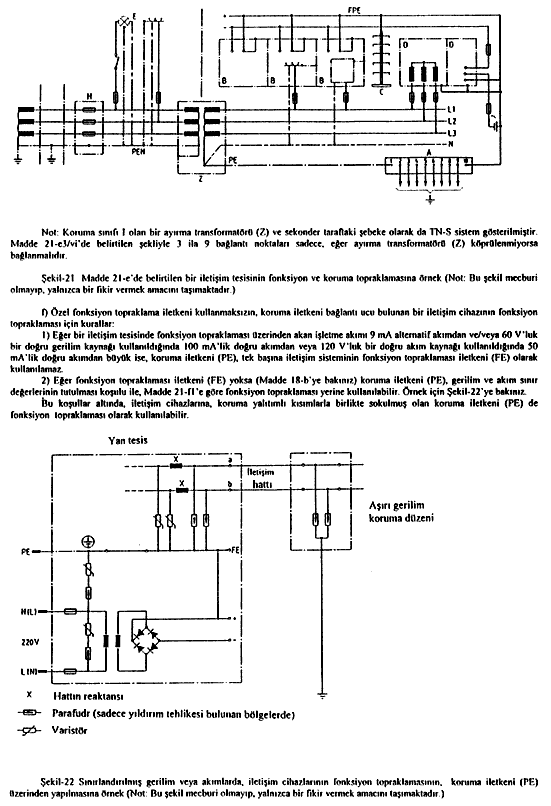 E
FPE
H
B
B
B
C
D
D
L1
L2
L3
N
PEN
Z
PE
A
1
9
Not: Koruma sınıfı I olan bir ayırma transformatörü (Z) ve sekonder taraftaki şebeke olarak da TN-S sistem gösterilmiştir.
Madde 21-e3/vi'de belirtilen şekliyle 3 ila 9 bağlantı noktaları sadece, eğer ayırma transformatörü (Z) köprülenmiyorsa
bağlanmalıdır.
Şekil-21 Madde 21-e'de belirtilen bir iletişim tesisinin fonksiyon ve koruma topraklamasına örnek (Not: Bu şekil mecburi
olmayıp, yalnızca bir fikir vermek amacını taşımaktadır.)
f) Özel fonksiyon topraklama iletkeni kullanmaksızın, koruma iletkeni bağlantı ucu bulunan bir iletişim cihazının fonksiyon
topraklaması için kurallar:
1) Eğer bir iletişim tesisinde fonksiyon topraklaması üzerinden akan işletme akımı 9 mA alternatif akımdan ve/veya 60 V'luk
bir doğru gerilim kaynağı kullanıldığında 100 mA'lik doğru akımdan veya 120 V'luk bir doğru akım kaynağı kullanıldığında 50
mA'lik doğru akımdan büyük ise, koruma iletkeni (PE), tek başına iletişim sisteminin fonksiyon topraklaması iletkeni (FE) olarak
kullanılamaz.
2) Eğer fonksiyon topraklaması iletkeni (FE) yoksa (Madde 18-b'ye bakınız) koruma iletkeni (PE), gerilim ve akım sınır
değerlerinin tutulması koşulu ile, Madde 21-f1'e göre fonksiyon topraklaması yerine kullanılabilir. Örnek için Şekil-22'ye bakınız.
Bu koşullar altında, iletişim cihazlarına, koruma yalıtımlı kısımlarla birlikte sokulmuş olan koruma iletkeni (PE) de
fonksiyon topraklaması olarak kullanılabilir.
Yan tesis
X
a
İletişim
X
b
hattı
Aşırı gerilim
koruma düzeni
PE
FE
N(L)
+
220V
-
L(N)
X Hattın reaktansı
Parafudr (sadece yıldırım tehlikesi bulunan bölgelerde)
Varistör
Şekil-22 Sınırlandırılmış gerilim veya akımlarda, iletişim cihazlarının fonksiyon topraklamasının, koruma iletkeni (PE)
üzerinden yapılmasına örnek (Not: Bu şekil mecburi olmayıp, yalnızca bir fikir vermek amacını taşımaktadır.)